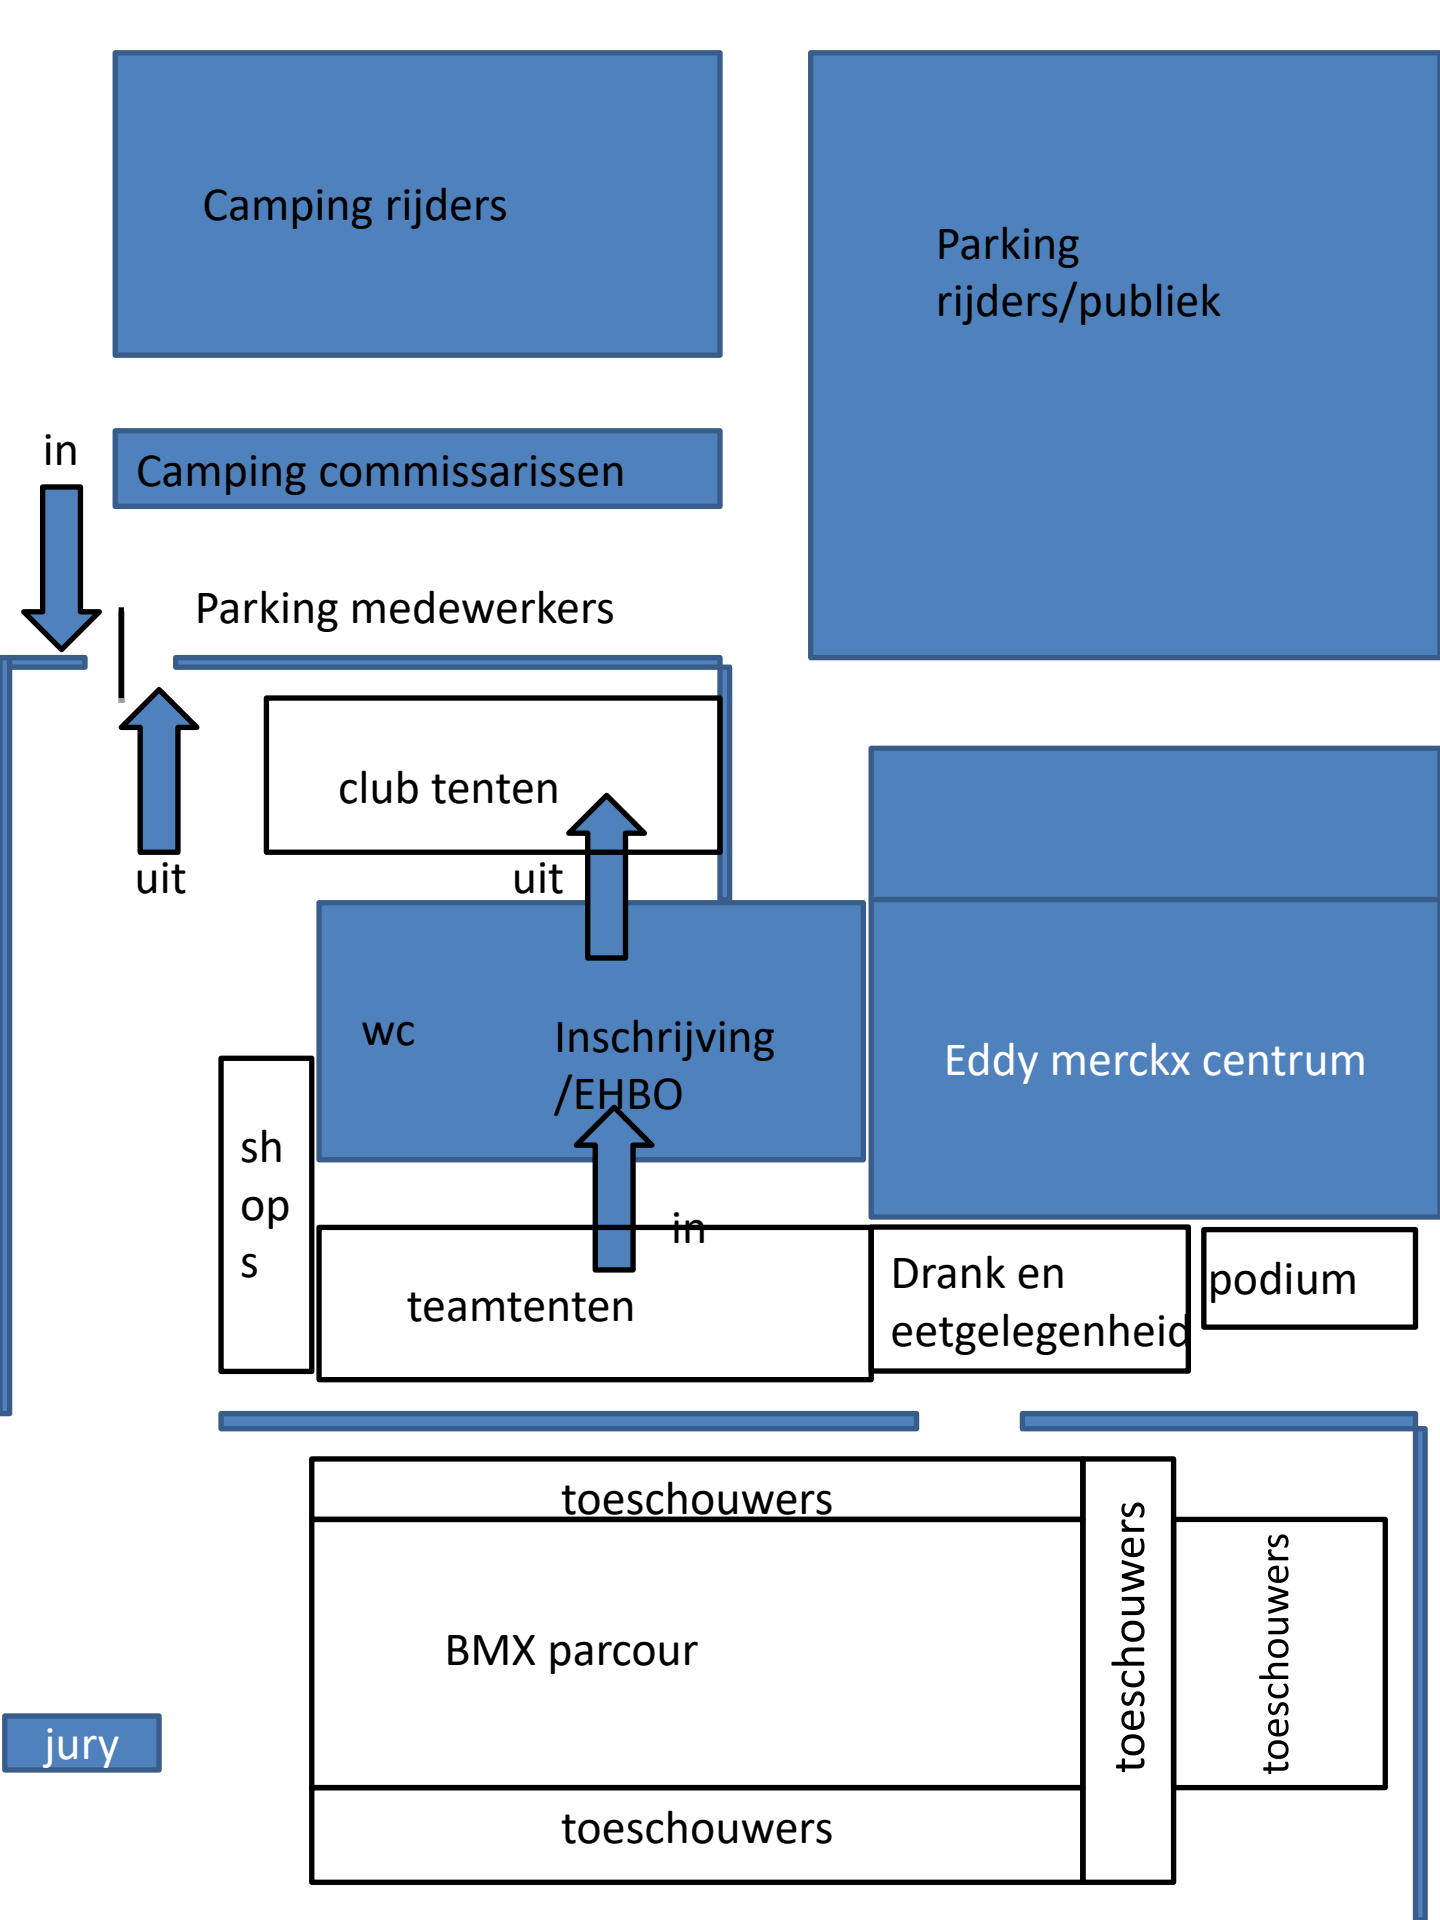 Camping rijders
Parking
rijders/publiek
in
Camping commissarissen
Parking medewerkers
club tenten
uit
uit
wc
Inschrijving
/EHBO
Eddy merckx centrum
sh
op
s
in
teamtenten
Drank en
eetgelegenheid
podium
toeschouwers
toeschouwers
toeschouwers
BMX parcour
jury
toeschouwers